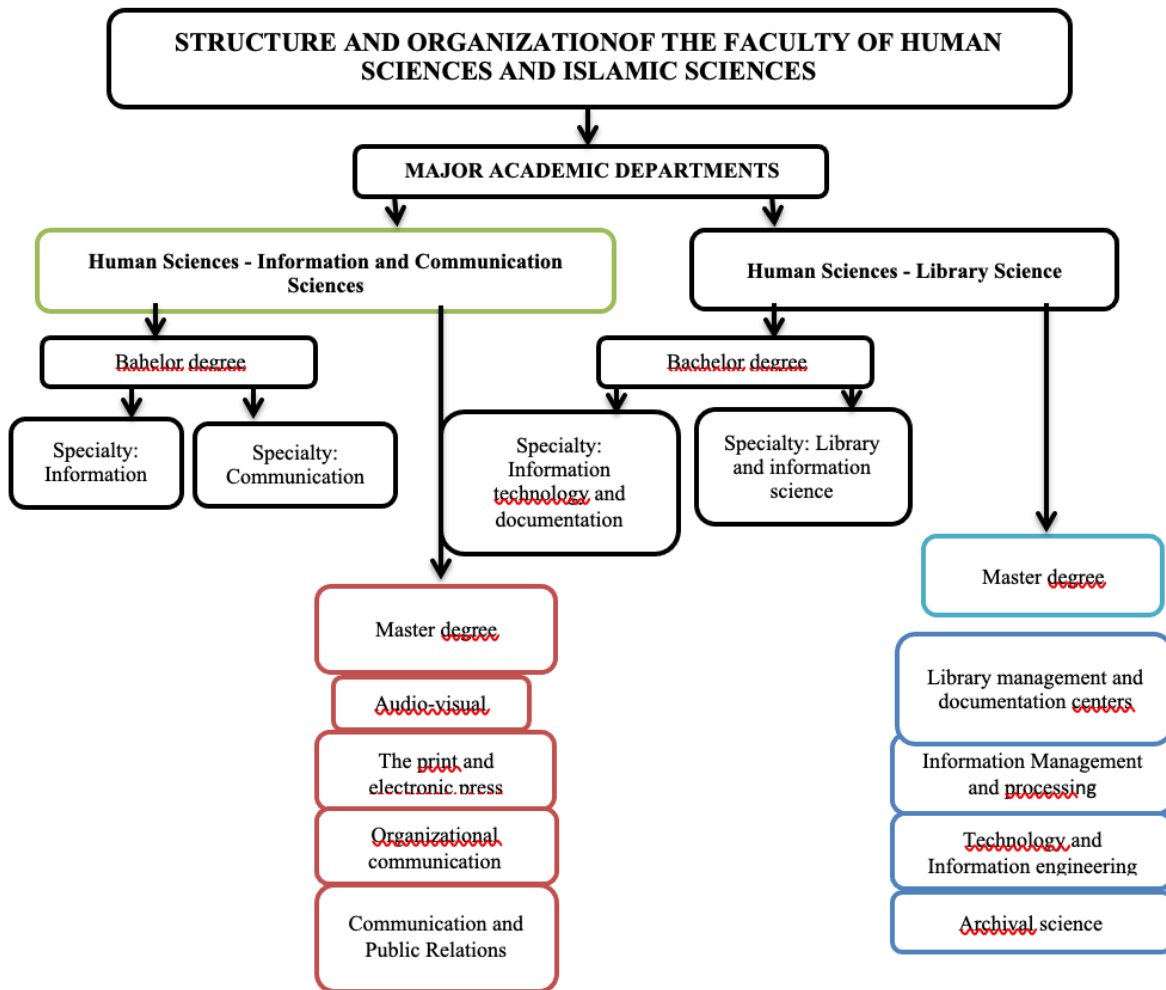 STRUCTURE AND ORGANIZATIONOF THE FACULTY OF HUMAN
SCIENCES AND ISLAMIC SCIENCES
MAJOR ACADEMIC DEPARTMENTS
Human Sciences - Information and Communication
Sciences
Human Sciences - Library Science
Bahelor degree
Bachelor degree
Specialty:
Information
Specialty:
Communication
Specialty:
Information
technology and
documentation
Specialty: Library
and information
science
Master degree
Audio-visual
The print and
electronic press
Organizational
communication
Communication and
Public Relations
Master degree
Library management and
documentation centers
Information Management
and processing
Technology and
Information engineering
Archival science